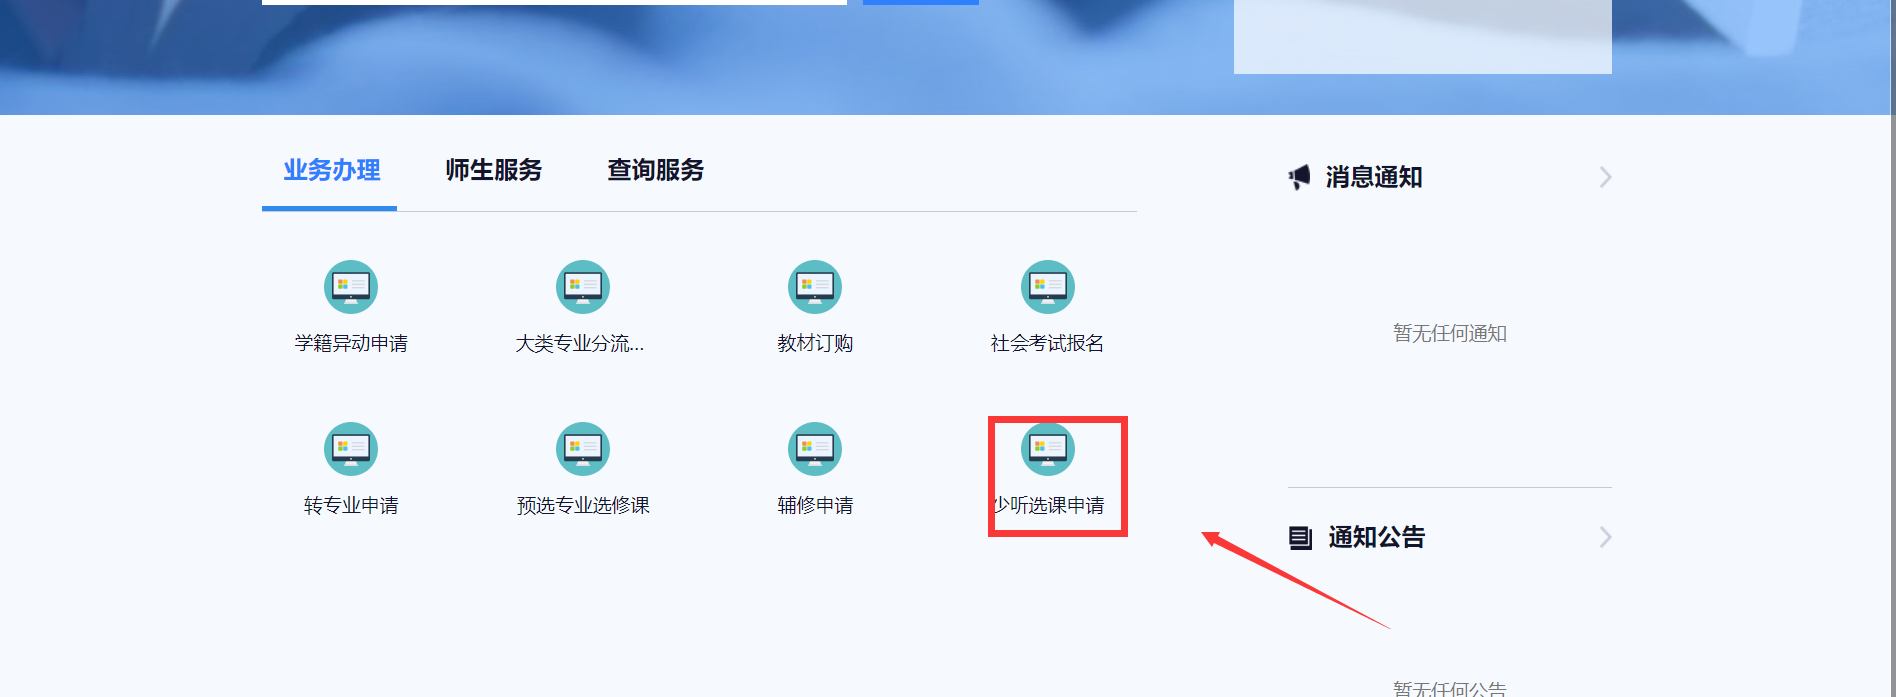 业务办理
师生服务
查询服务
消息通知
学籍异动申请
大类专业分流...
教材订购
社会考试报名
暂无任何通知
转专业申请
预选专业选修课
辅修申请
少听选课申请
通知公告
暂无任何公告